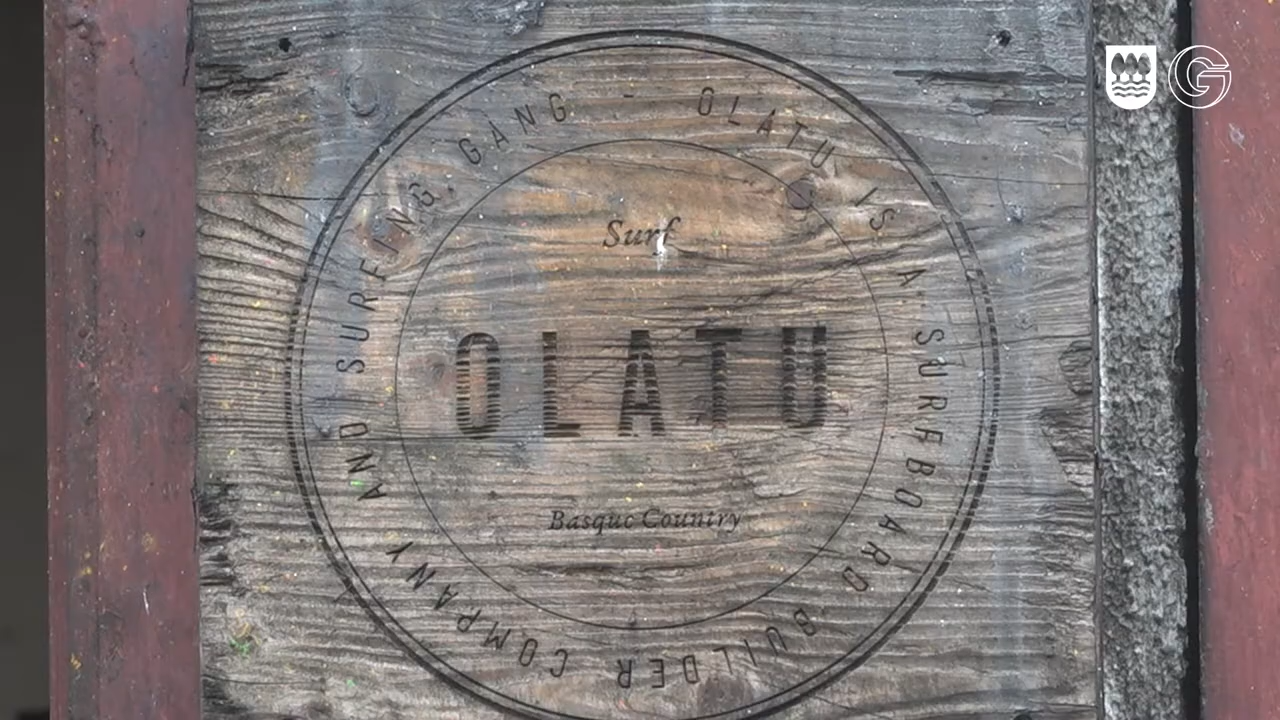 OLATU IS A SURFBOARD BUILDER COMPANY AND SURFING GANG -
Surf
OLATU
Basque Country
G